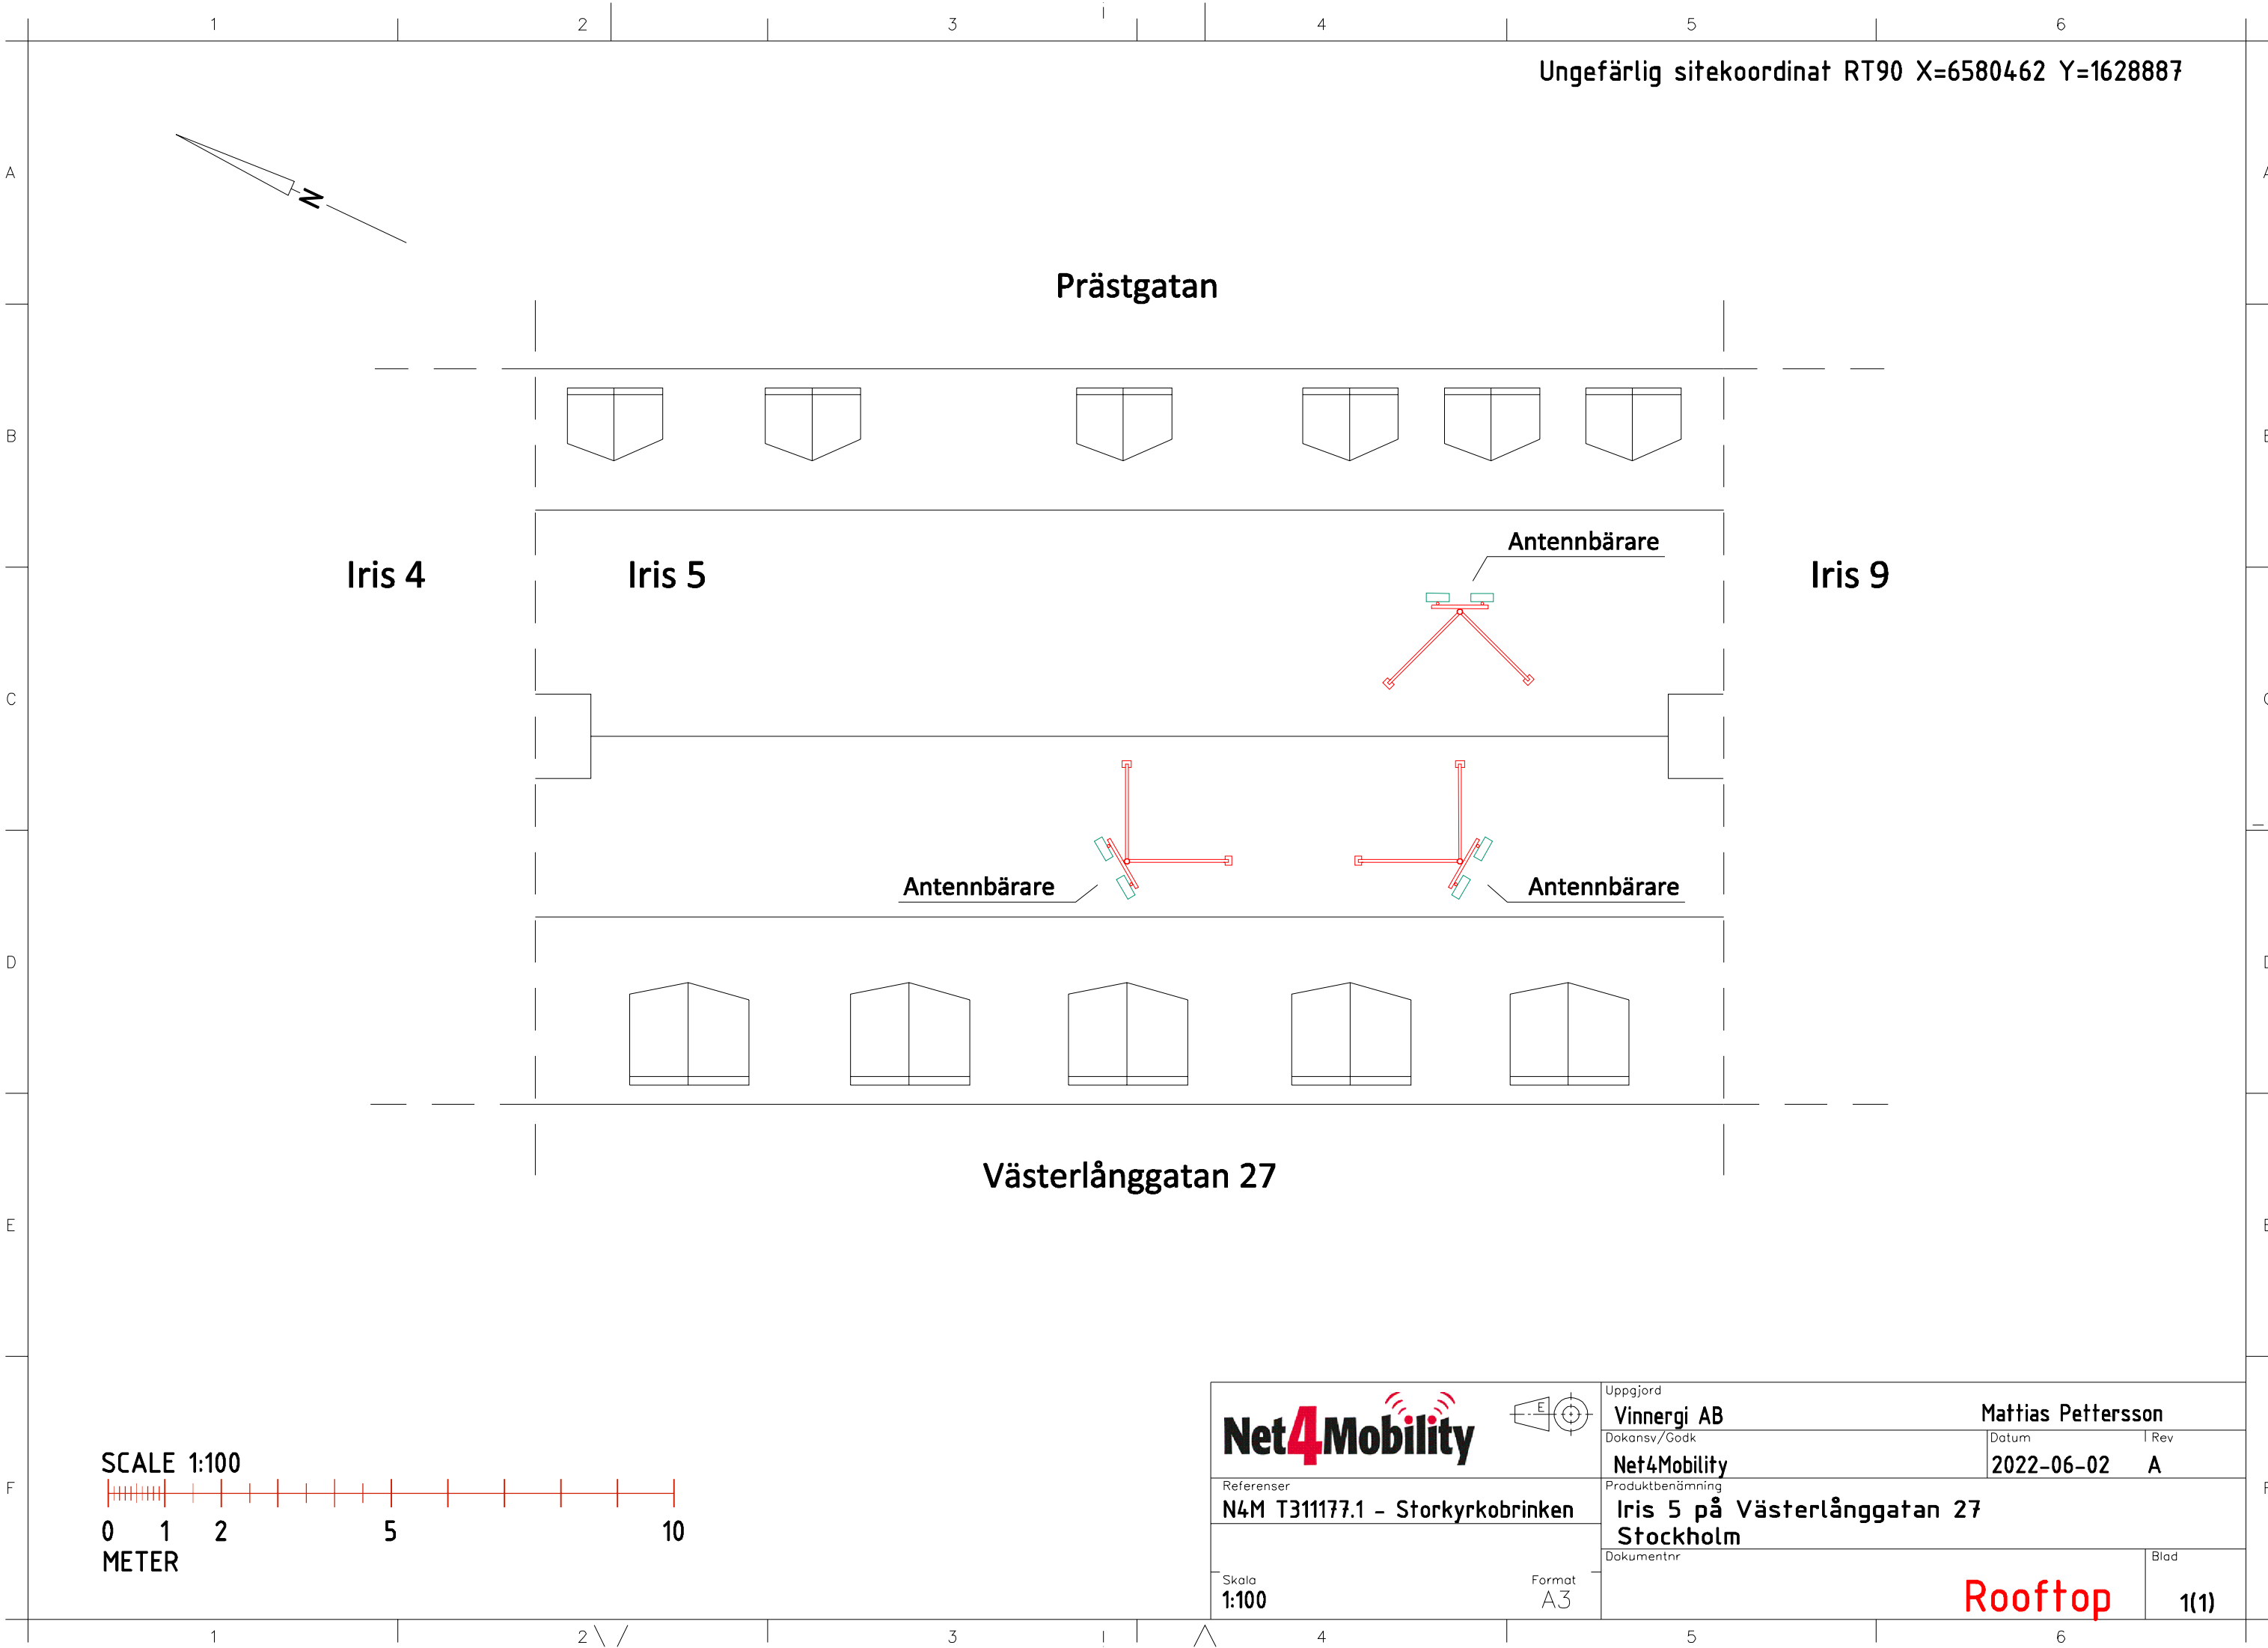 1 2 3 4 5 6
Ungefärlig sitekoordinat RT90 X=6580462 Y=1628887
A A
N
Prästgatan
B B
Antennbärare
Iris 4 Iris 5 Iris 9
C C
Antennbärare Antennbärare
D D
Västerlånggatan 27
E E
Net4Mobility
E
Uppgjord
Vinnergi AB Mattias Pettersson
Dokansv/Godk Datum Rev
Net4Mobility 2022-06-02 A
SCALE 1:100
0 1 2 5 10
METER
F F
Referenser
N4M T311177.1 - Storkyrkobrinken
Produktbenämning
Iris 5 på Västerlånggatan 27
Stockholm
Skala Format
1:100 A3
Dokumentnr Blad
Rooftop 1(1)
1 2 3 4 5 6